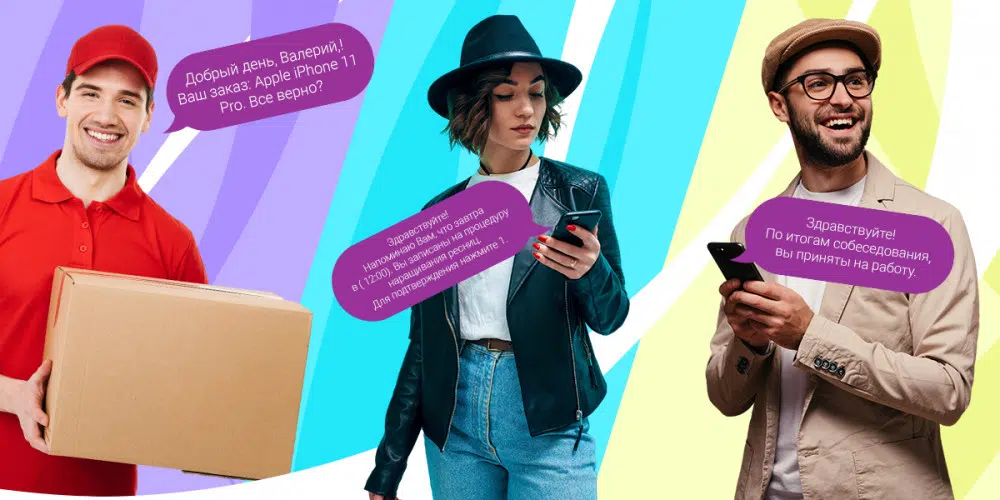 Добрый день, Валерий,!
Ваш заказ: Apple iPhone 11
Pro. Все верно?
Здравствуйте!
Напоминаю Вам, что завтра
в ( 12:00). Вы записаны на процедуру
наращивания ресниц.
Для подтверждения нажмите 1.
Здравствуйте!
По итогам собеседования,
вы приняты на работу.